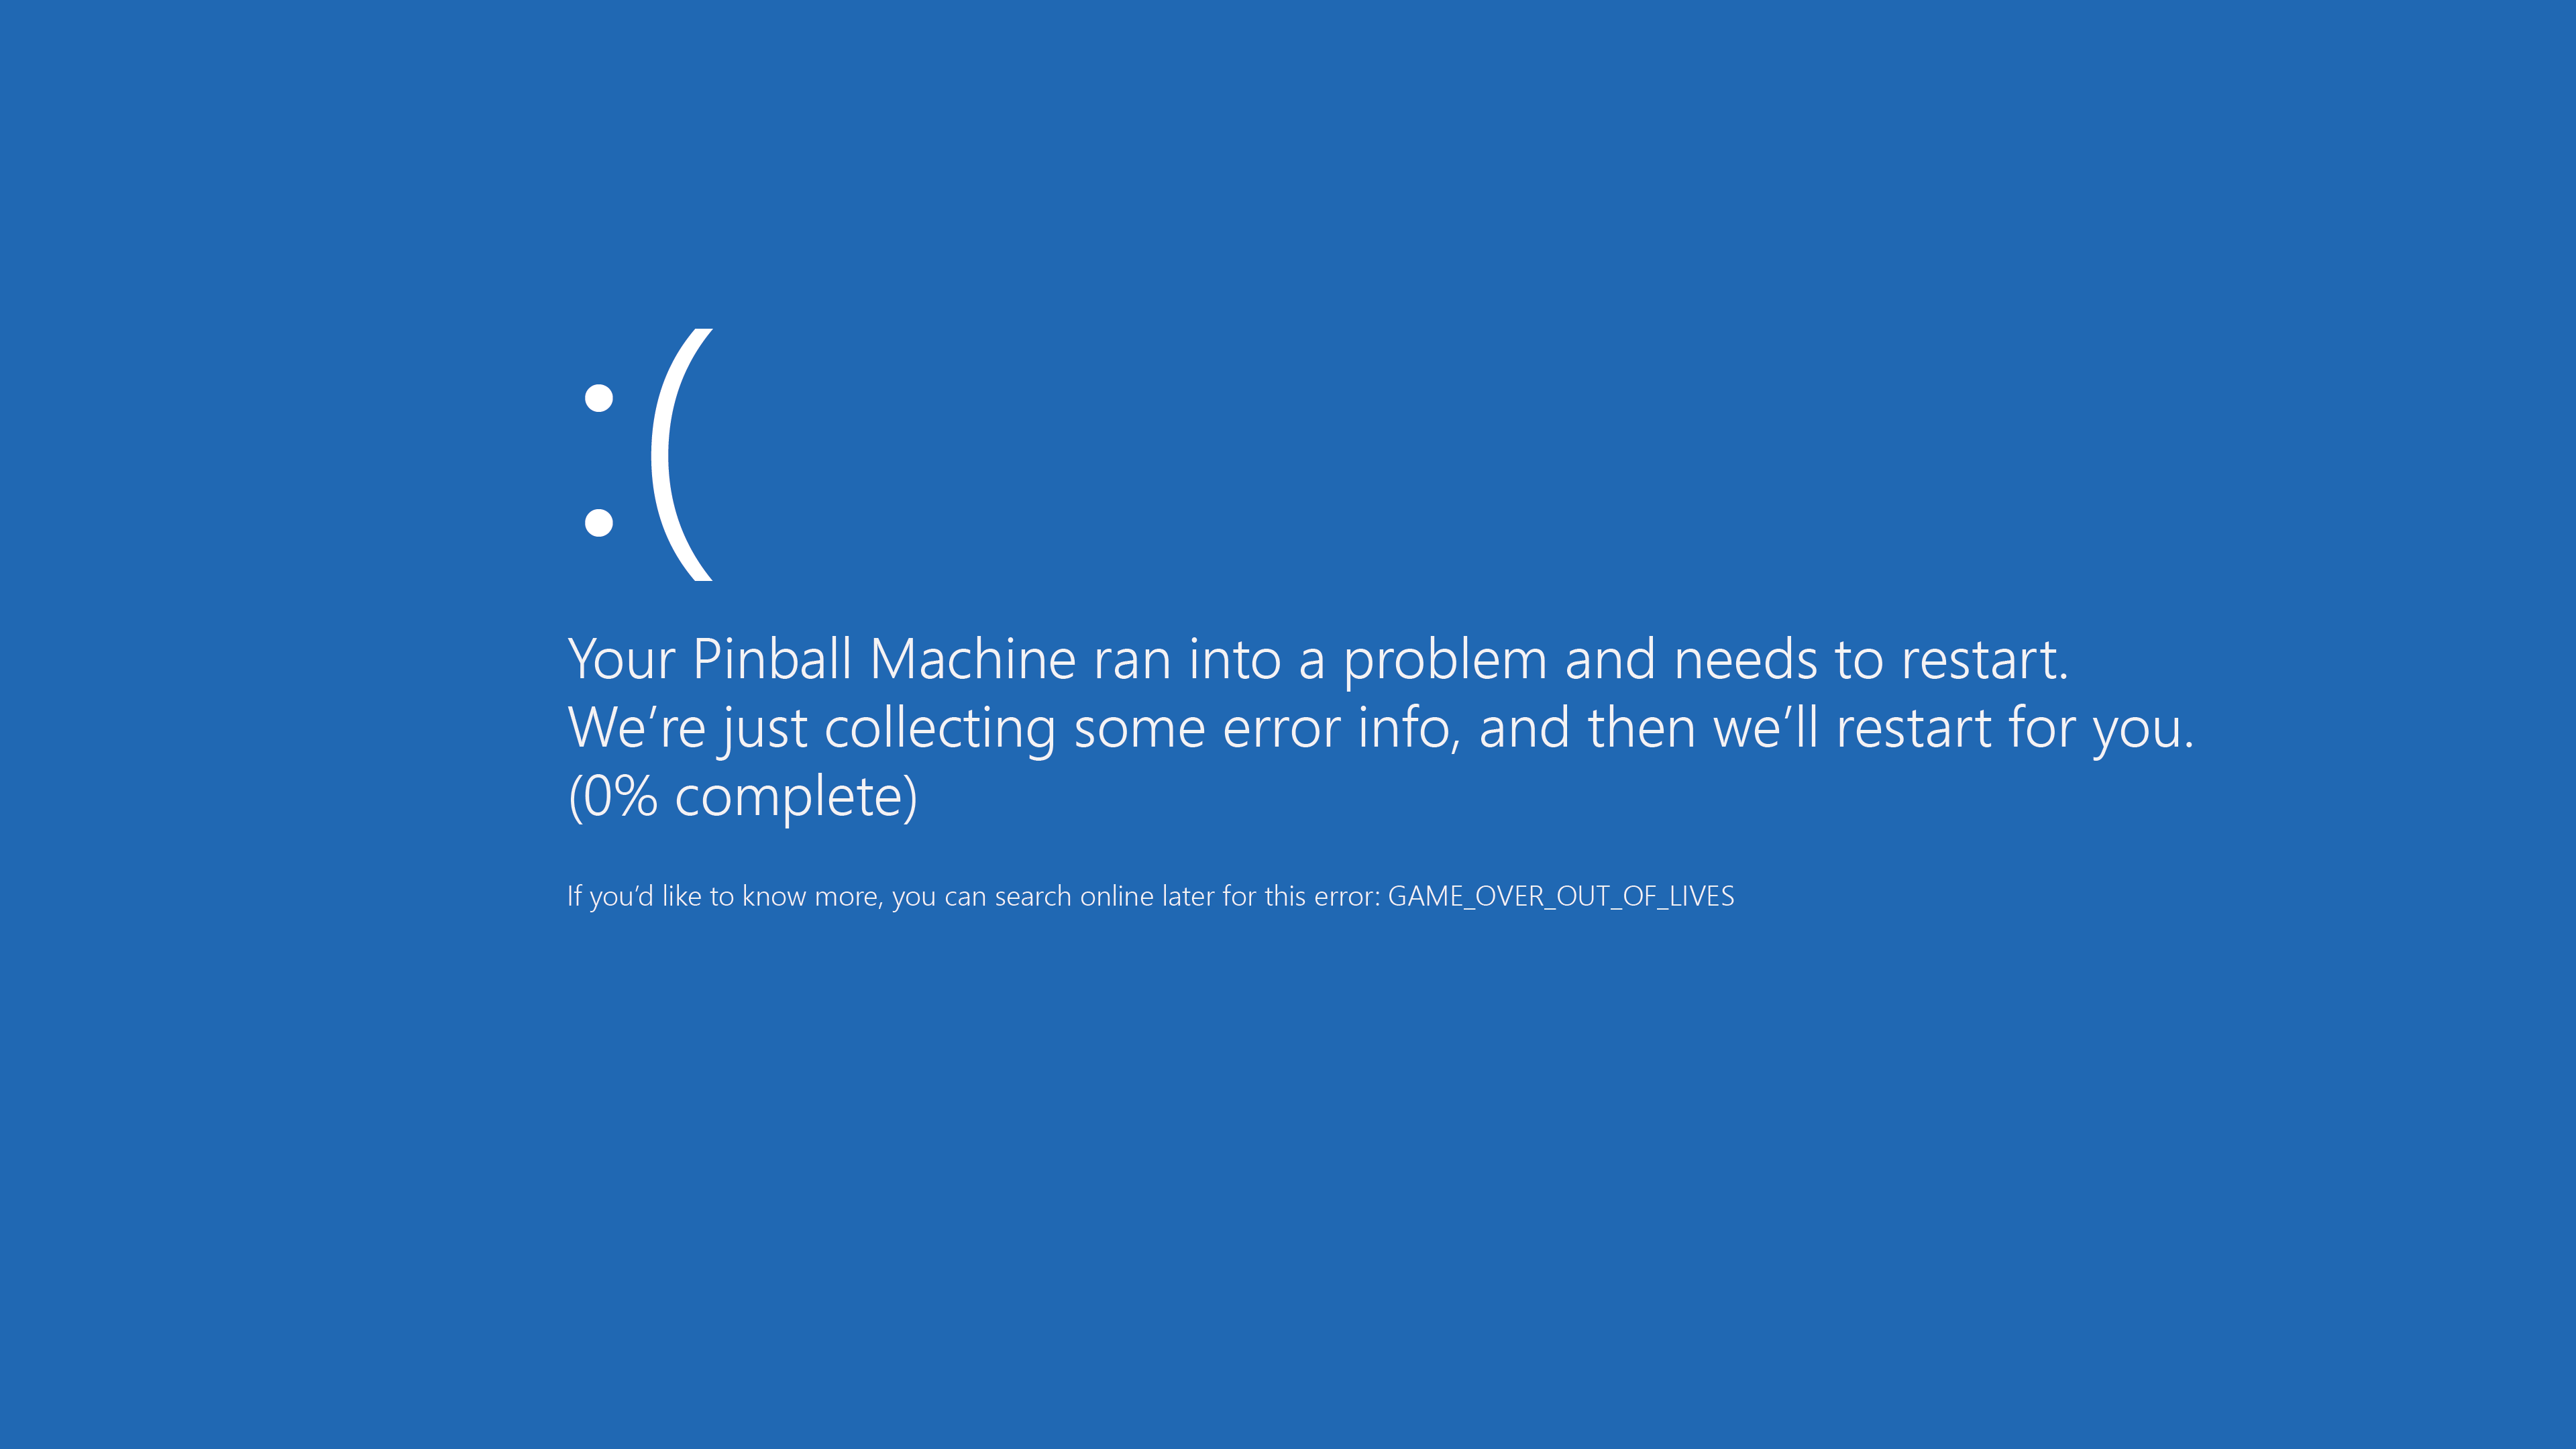 :(
Your Pinball Machine ran into a problem and needs to restart.
We’re just collecting some error info, and then we’ll restart for you.
(0% complete)
If you’d like to know more, you can search online later for this error: GAME_OVER_OUT_OF_LIVES